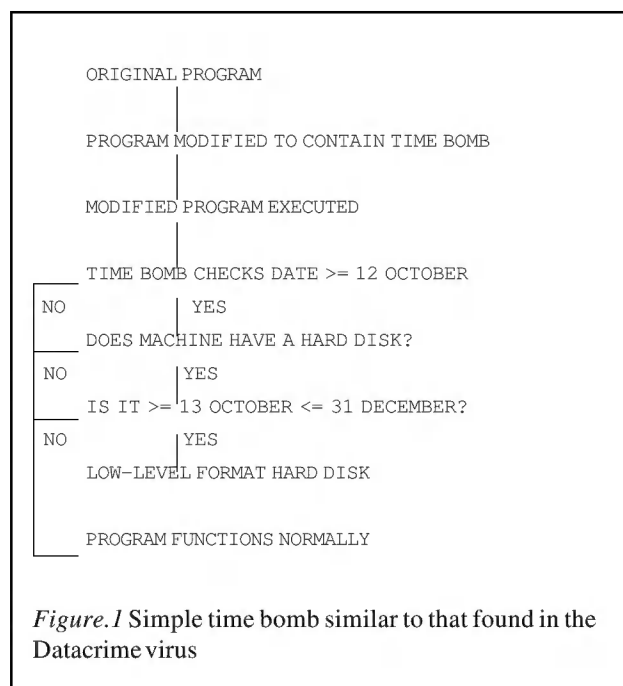 ORIGINAL PROGRAM
PROGRAM MODIFIED TO CONTAIN TIME BOMB
MODIFIED PROGRAM EXECUTED
TIME BOMB CHECKS DATE >= 12 OCTOBER
NO YES
DOES MACHINE HAVE A HARD DISK?
NO YES
IS IT >= 13 OCTOBER <= 31 DECEMBER?
NO YES
LOW-LEVEL FORMAT HARD DISK
PROGRAM FUNCTIONS NORMALLY
Figure.1 Simple time bomb similar to that found in the
Datacrime virus